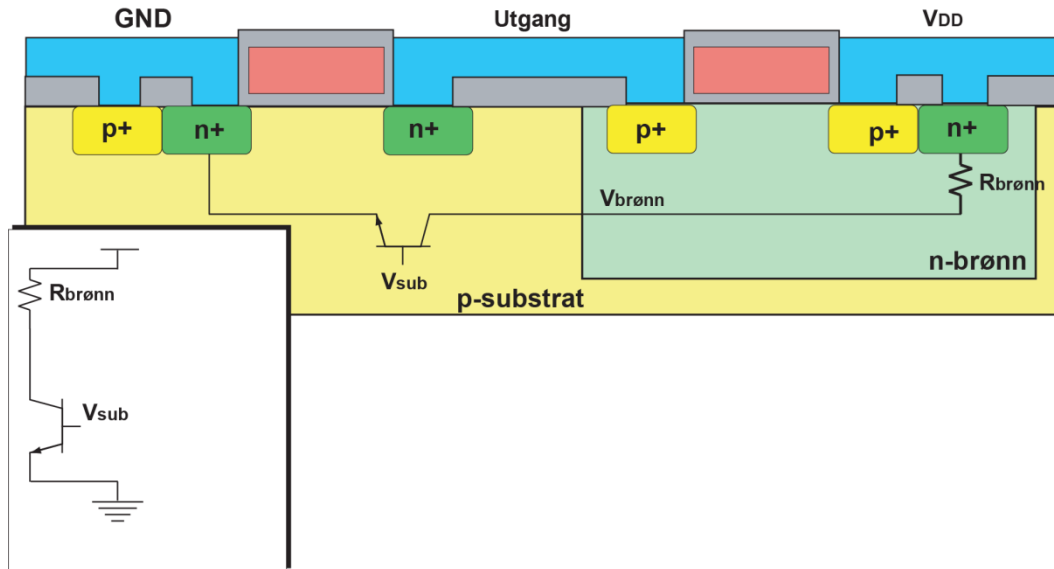 GND
Utgang
VDD
p+
n+
n+
p+
p+
n+
Rbrønn
Vbrønn
Vsub
n-brønn
p-substrat
Rbrønn
Vsub